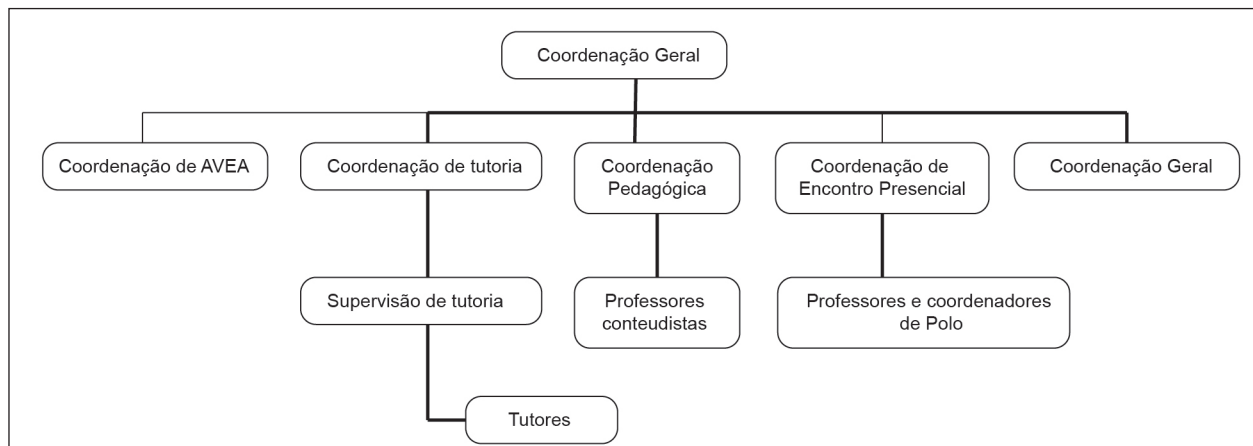 Coordenação Geral
Coordenação de AVEA
Coordenação de tutoria
Coordenação
Pedagógica
Coordenação de
Encontro Presencial
Coordenação Geral
Supervisão de tutoria
Professores
conteudistas
Professores e coordenadores
de Polo
Tutores